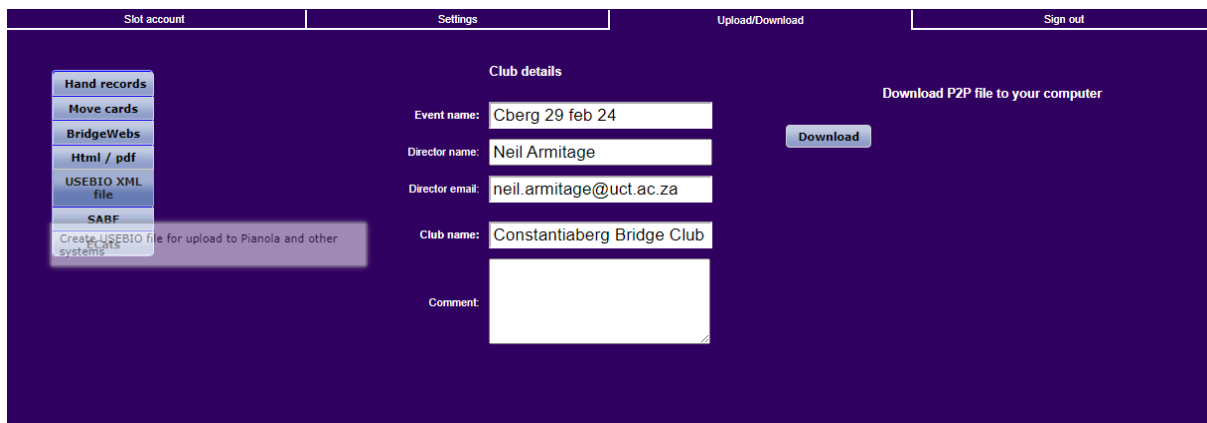 Slot account
Settings
Upload/Download
Sign out
Hand records
Move cards
BridgeWebs
Html / pdf
USEBIO XML
file
SABF
ECats
Create USEBIO file for upload to Pianola and other
systems
Club details
Event name: Cberg 29 feb 24
Director name: Neil Armitage
Director email: neil.armitage@uct.ac.za
Club name: Constantiaberg Bridge Club
Comment:
Download P2P file to your computer
Download